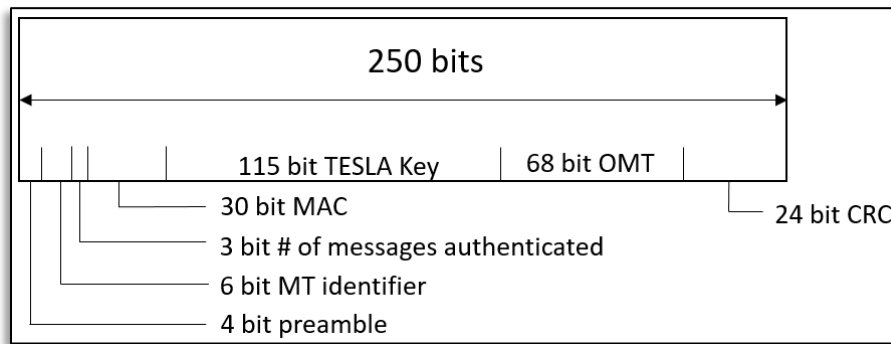 250 bits
115 bit TESLA Key
68 bit OMT
30 bit MAC
24 bit CRC
3 bit # of messages authenticated
6 bit MT identifier
4 bit preamble